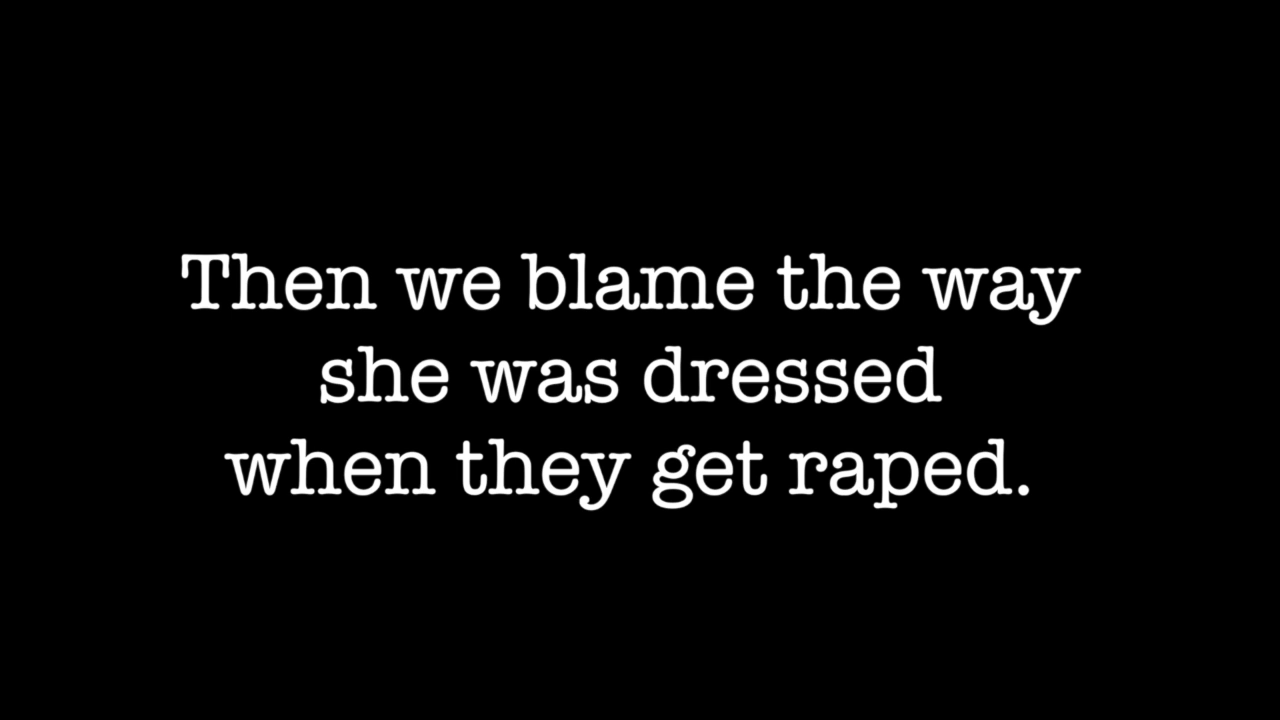 Then we blame the way
she was dressed
when they get raped.